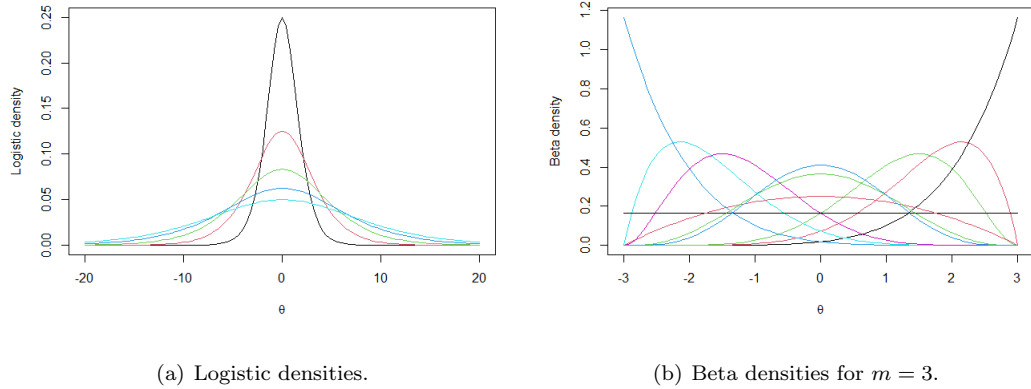 0.25
0.20
0.15
0.10
0.05
0.00
Logistic density
-20 -10 0 10 20
θ
(a) Logistic densities.
1.2
1.0
0.8
0.6
0.4
0.2
0.0
Beta density
-3 -2 -1 0 1 2 3
θ
(b) Beta densities for m = 3.